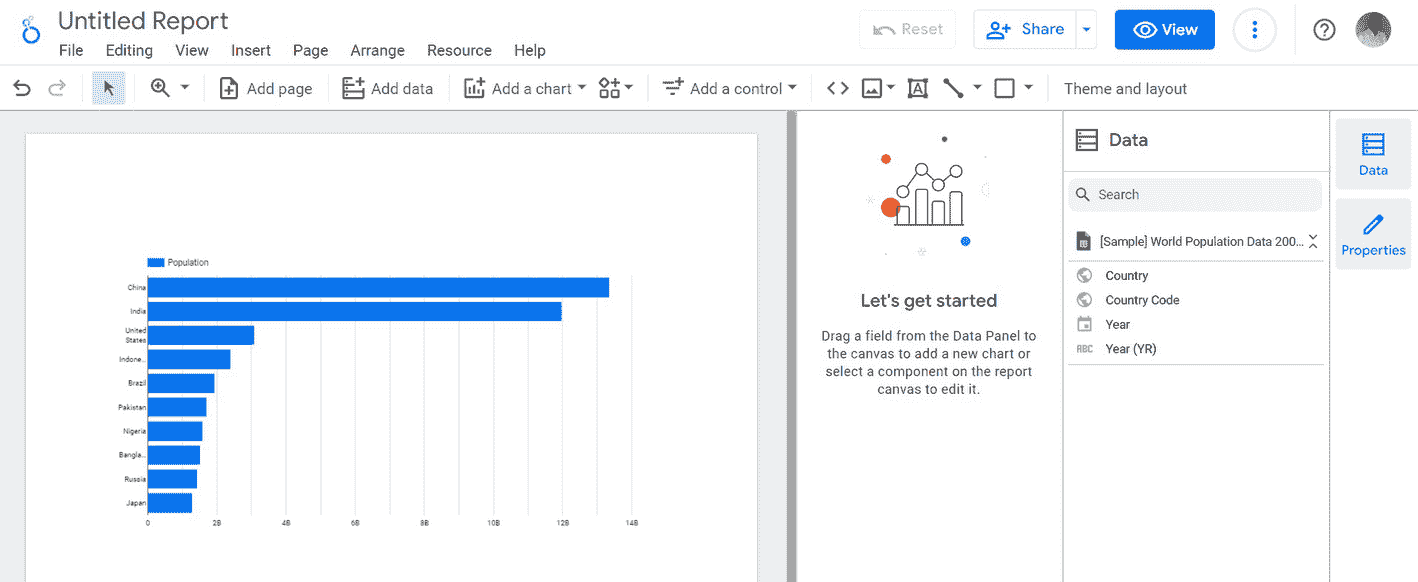 Untitled Report
File Editing View Insert Page Arrange Resource Help
Reset Share View
Add page Add data Add a chart Add a control Theme and layout
Population
China
India
United
States
Indone...
Brazil
Pakistan
Nigeria
Bangla...
Russia
Japan
0 2B 4B 6B 8B 10B 12B 14B
Let's get started
Drag a field from the Data Panel to
the canvas to add a new chart or
select a component on the report
canvas to edit it.
Data
Search
[Sample] World Population Data 200...
Country
Country Code
Year
ABC Year (YR)
Data
Properties